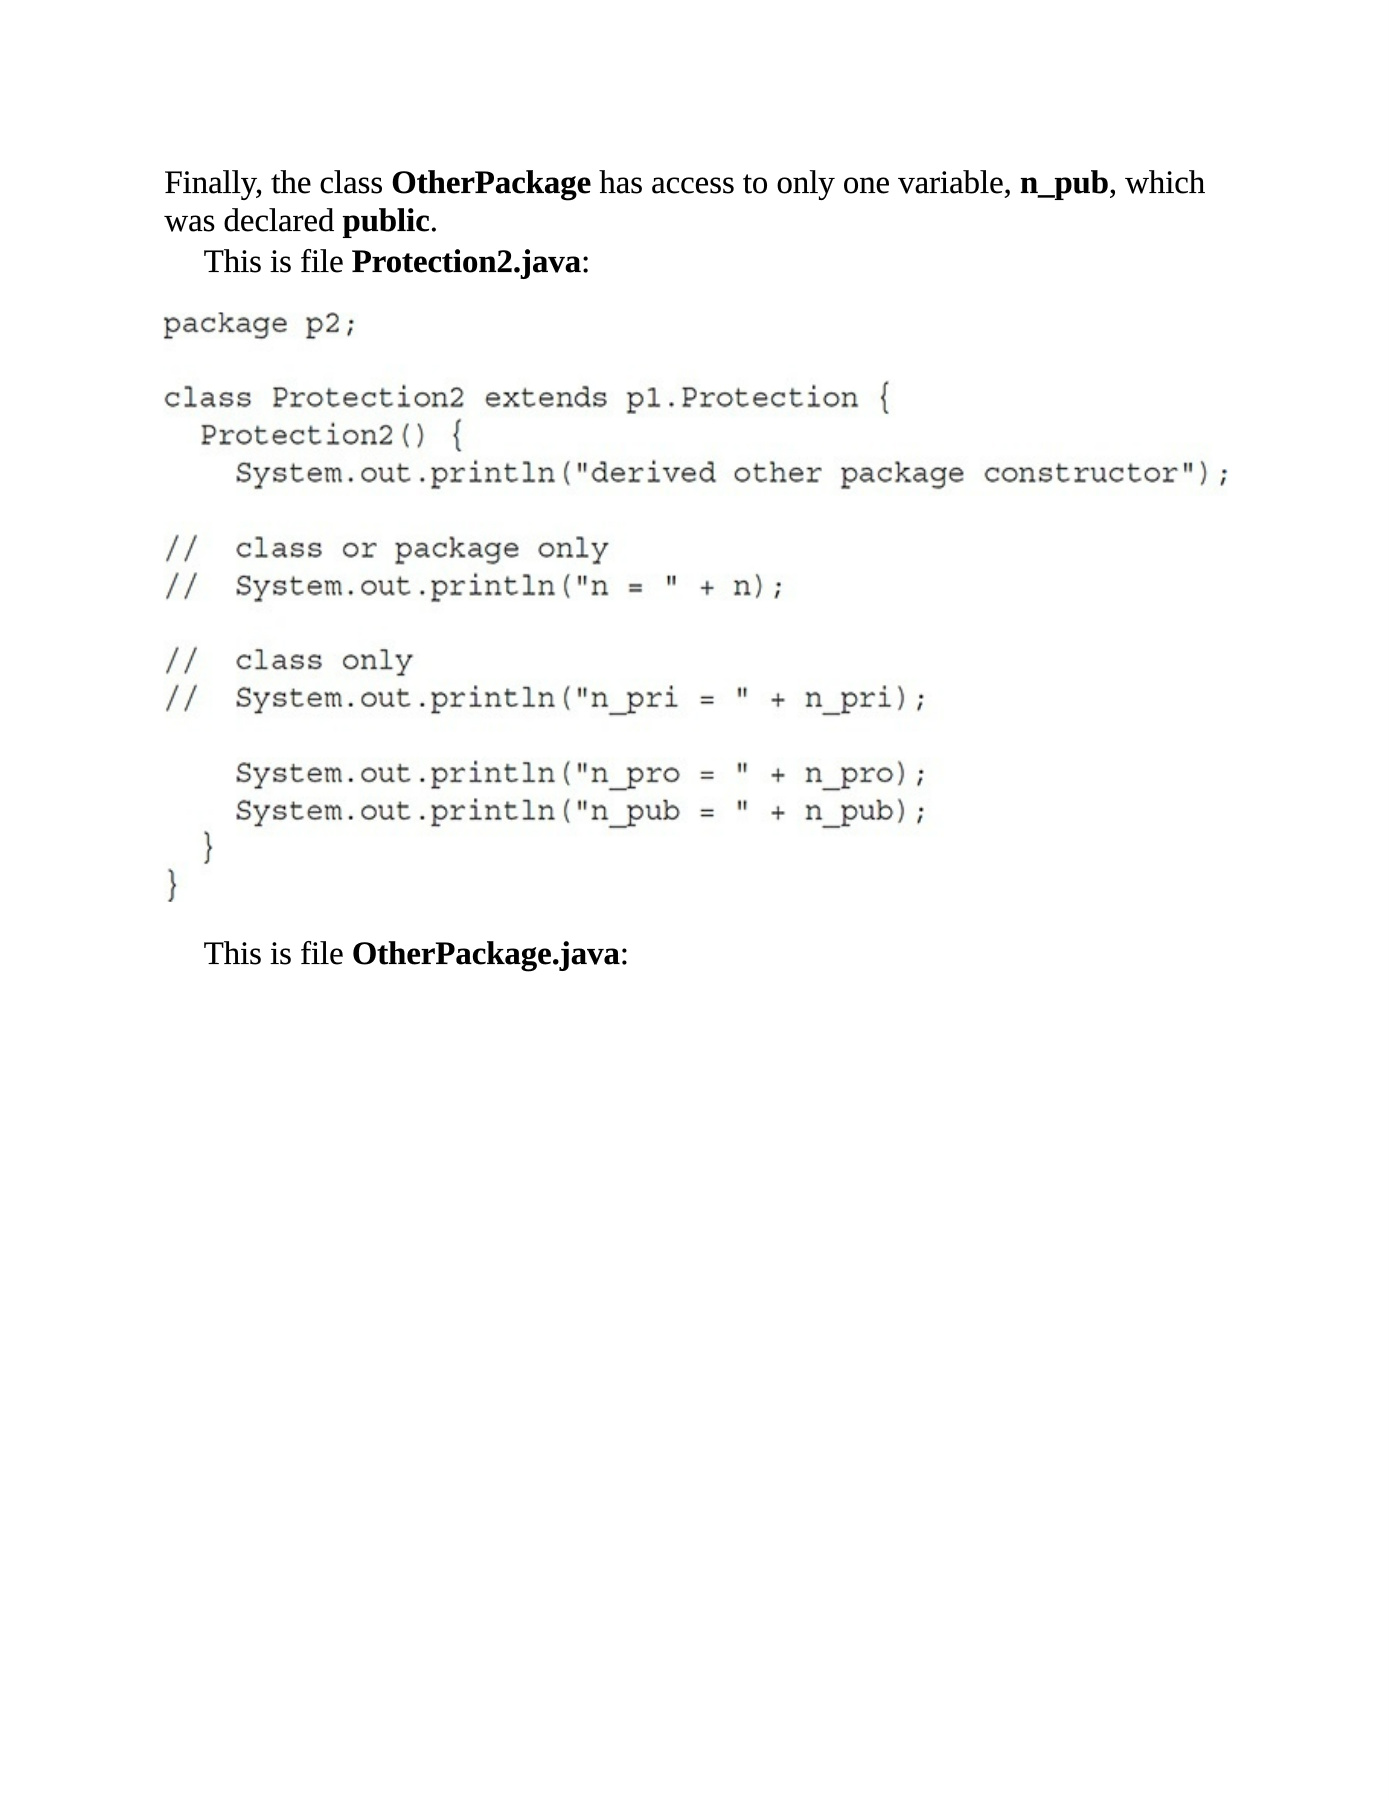 Finally, the class OtherPackage has access to only one variable, n_pub, which
was declared public.
This is file Protection2.java:
package p2;
class Protection2 extends p1.Protection {
Protection2() {
System.out.println("derived other package constructor");
// class or package only
// System.out.println("n = " + n);
// class only
// System.out.println("n_pri = " + n_pri);
System.out.println("n_pro = " + n_pro);
System.out.println("n_pub = " + n_pub);
}
}
This is file OtherPackage.java: